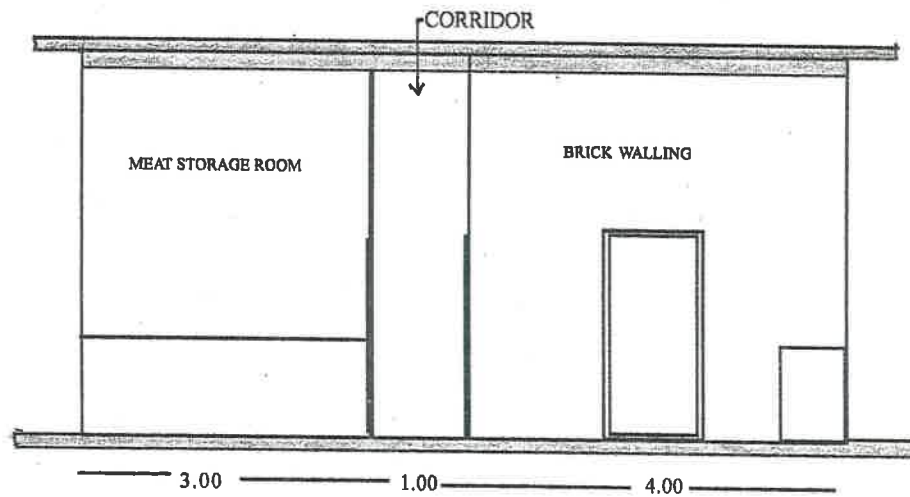 CORRIDOR
MEAT STORAGE ROOM
BRICK WALLING
3.00 1.00 4.00